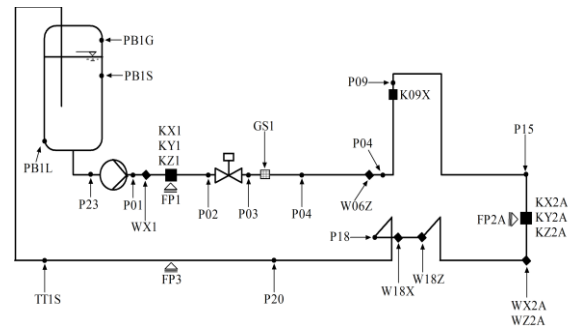 PB1G
PB1S
PB1L
P23
P01
WX1
KX1
KY1
KZ1
FP1
P02
P03
GS1
P04
W06Z
P04
P09
K09X
P15
KX2A
KY2A
KZ2A
FP2A
WX2A
WZ2A
P18
W18X
W18Z
P20
FP3
TT1S